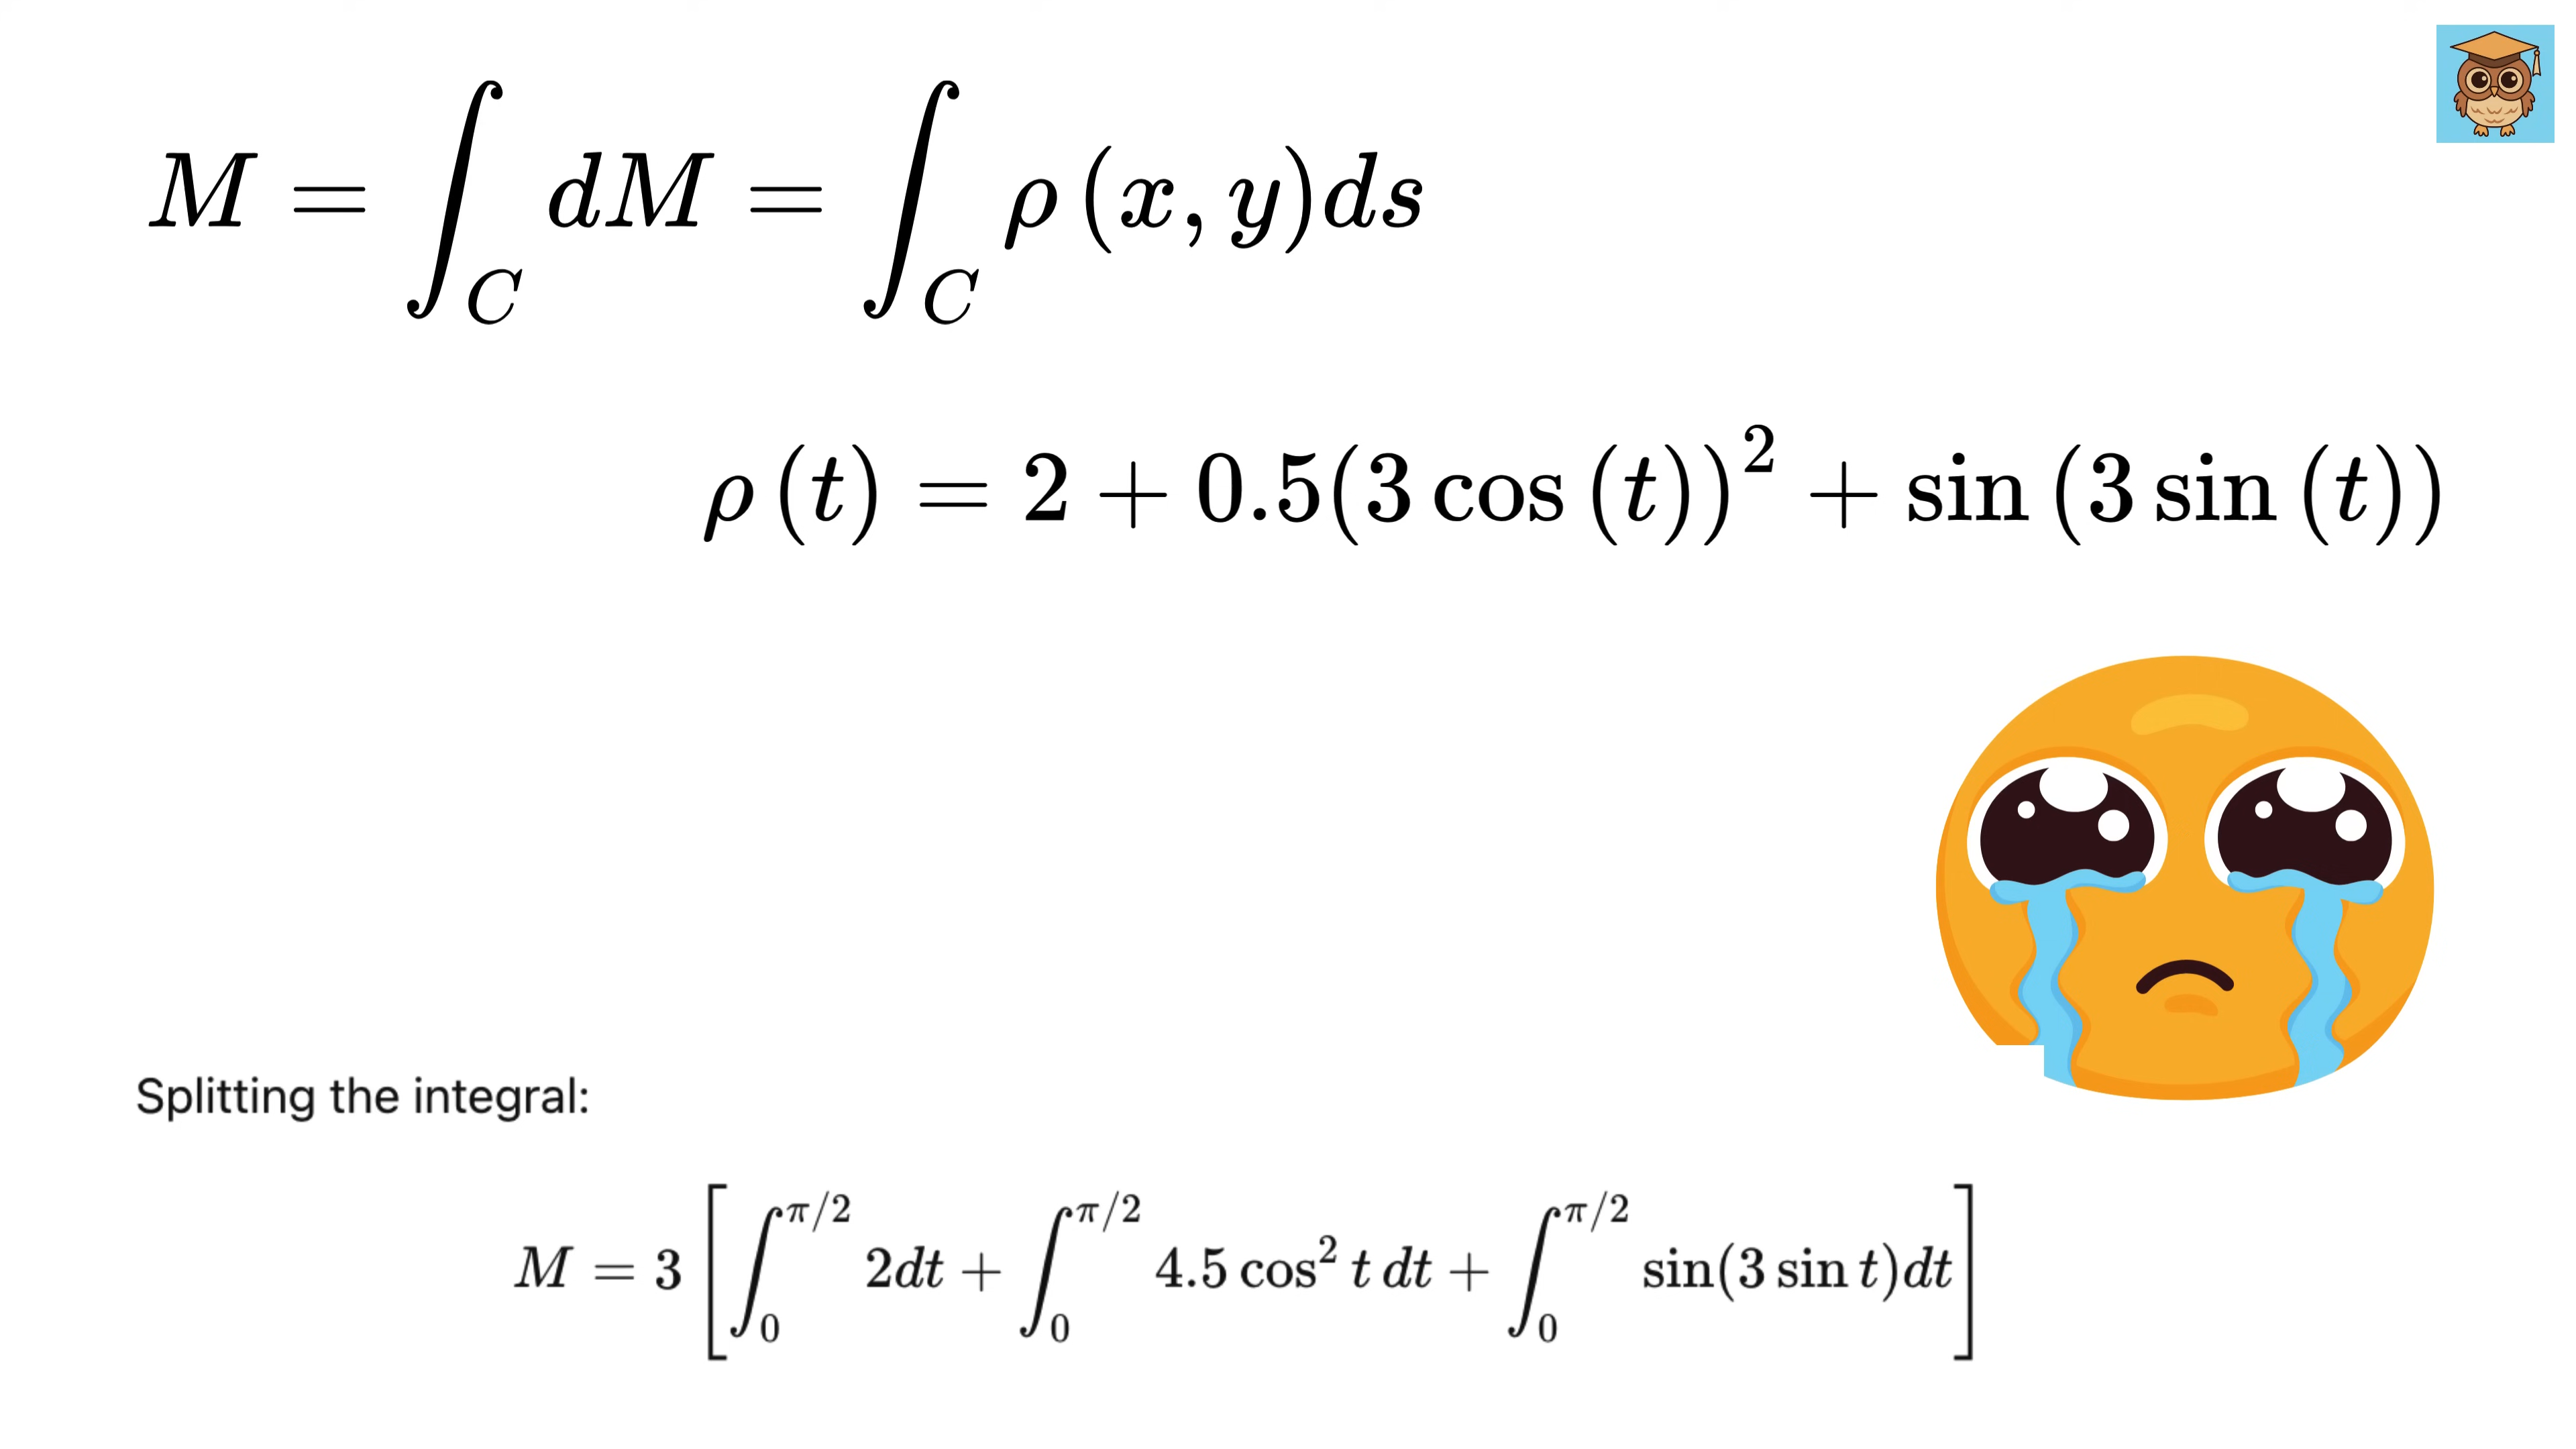 M = ∫_C dM = ∫_C ρ(x, y)ds
ρ(t) = 2 + 0.5(3 cos(t))² + sin(3 sin(t))
Splitting the integral:
M = 3 [∫_0^{π/2} 2dt + ∫_0^{π/2} 4.5 cos² t dt + ∫_0^{π/2} sin(3 sin t)dt]